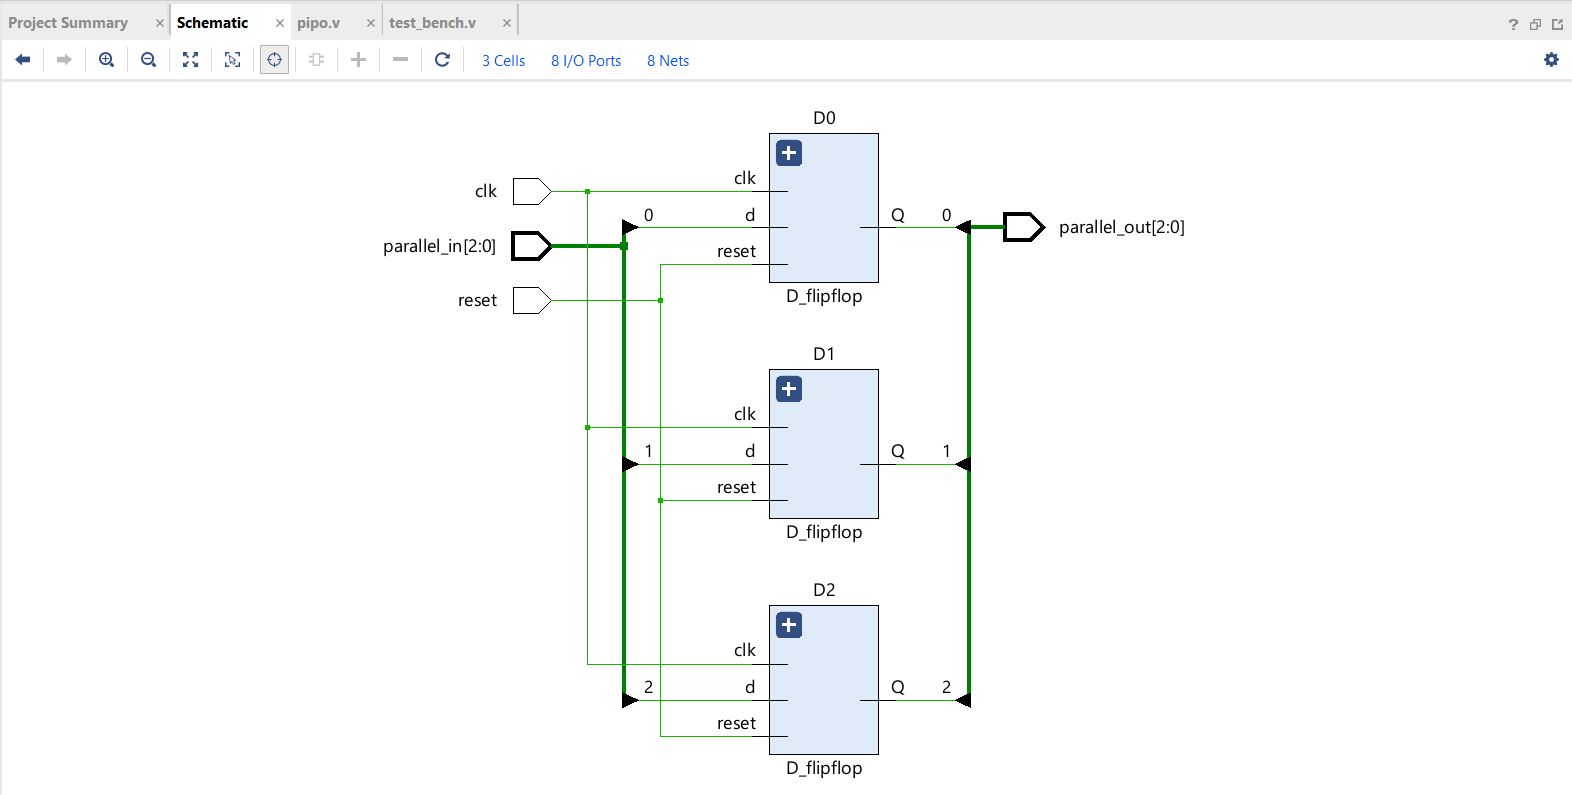 Project Summary
Schematic
pipo.v
test_bench.v
3 Cells
8 I/O Ports
8 Nets
D0
clk
clk
0
d
Q
0
parallel_out[2:0]
parallel_in[2:0]
reset
reset
D_flipflop
D1
clk
1
d
Q
1
reset
D_flipflop
D2
clk
2
d
Q
2
reset
D_flipflop